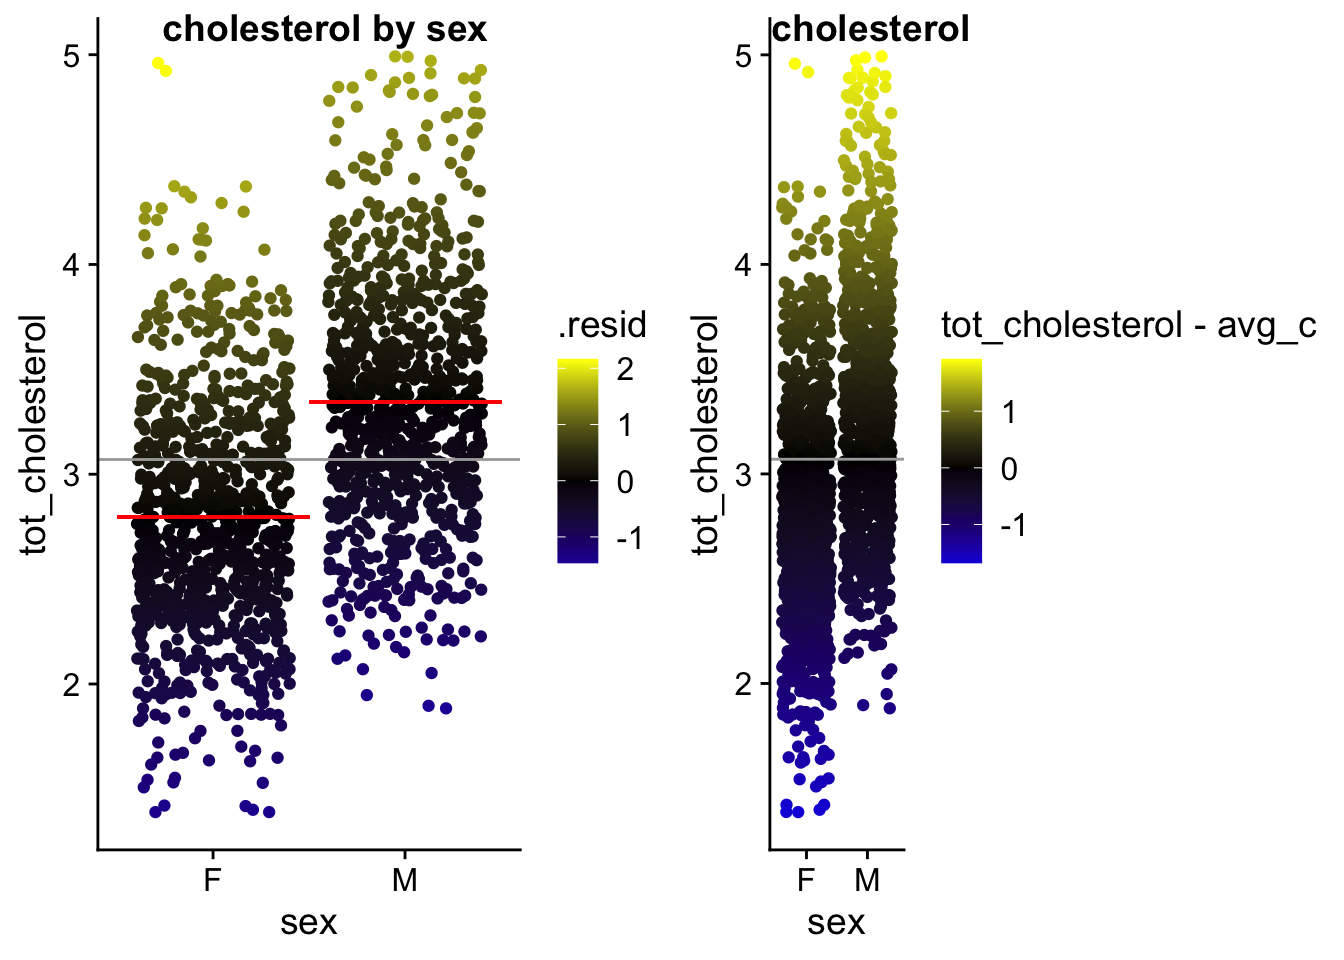 cholesterol by sex
5
4
3
2
tot_cholesterol
F
M
sex
.resid
2
1
0
-1
cholesterol
5
4
3
2
tot_cholesterol
F
M
sex
tot_cholesterol - avg_c
1
0
-1